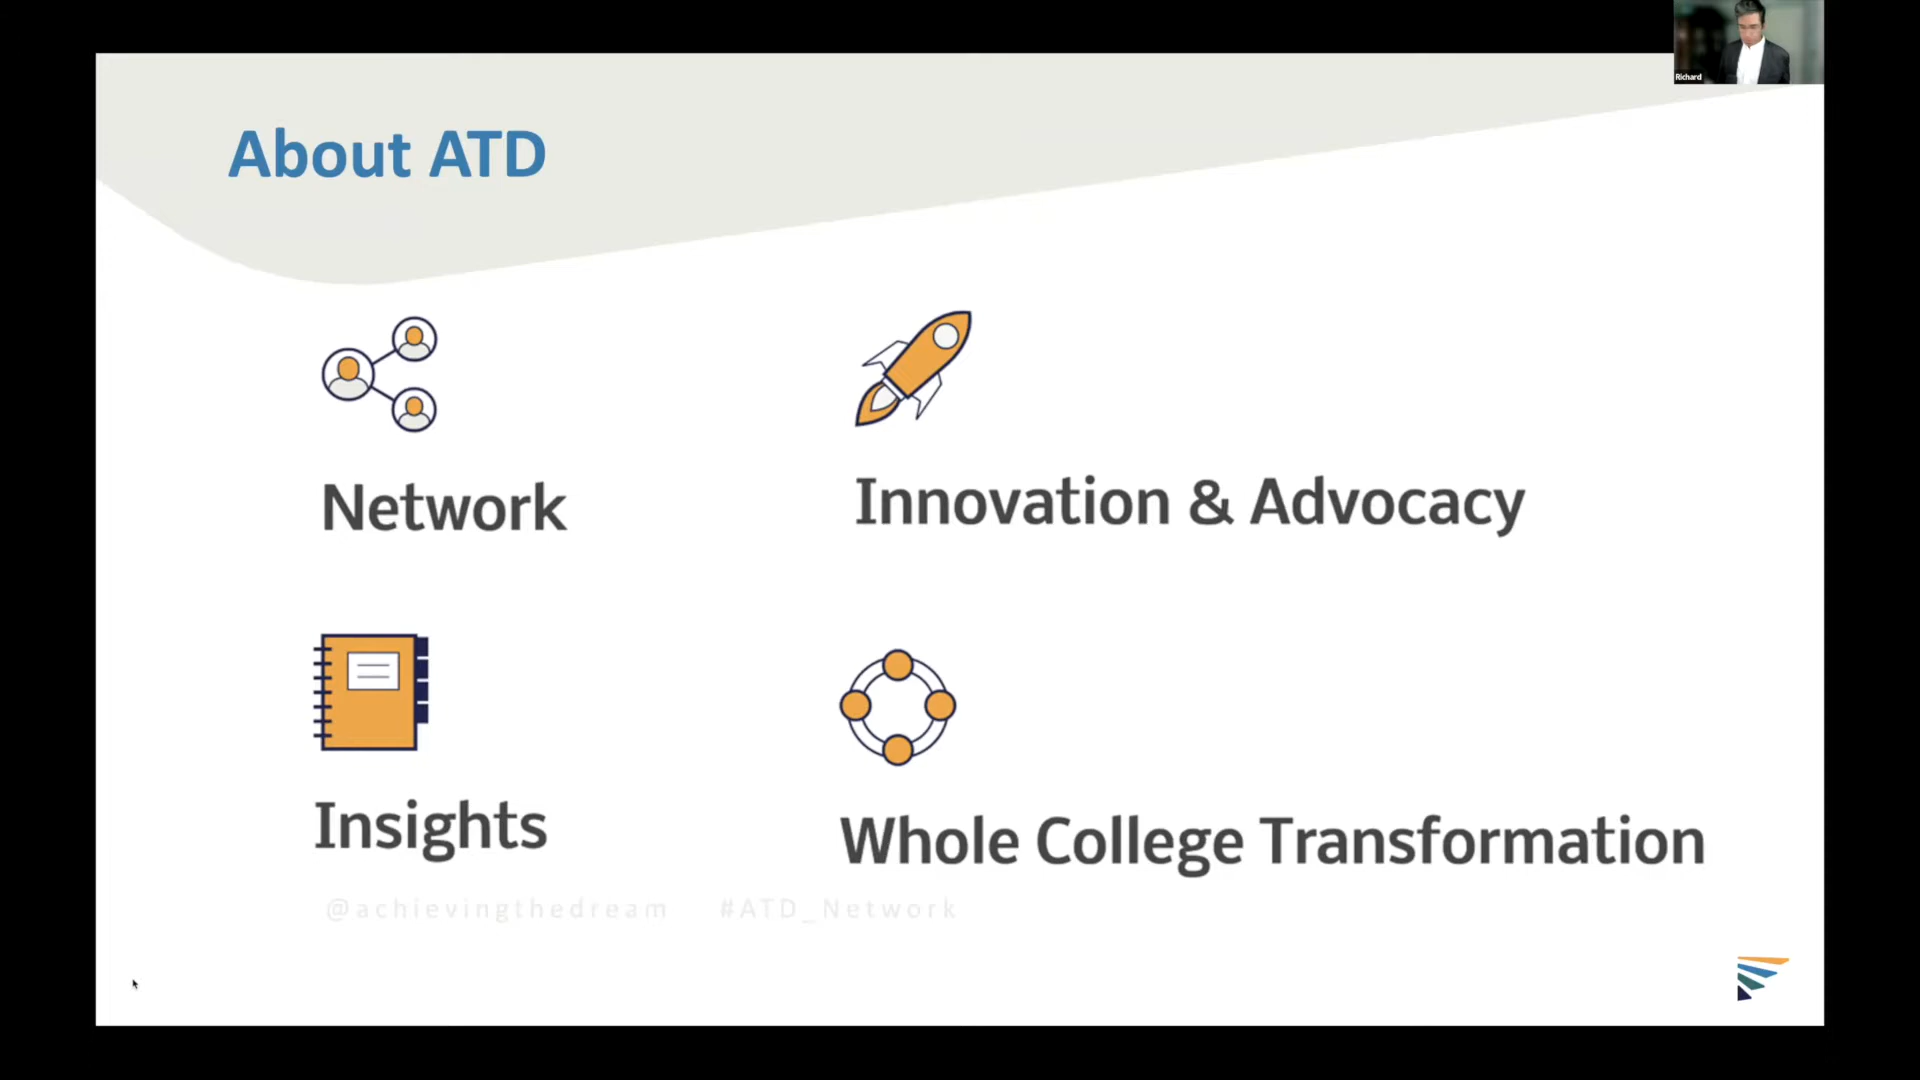 Richard
About ATD
Network
Innovation & Advocacy
Insights
Whole College Transformation
@achievingthedream #ATD_Network